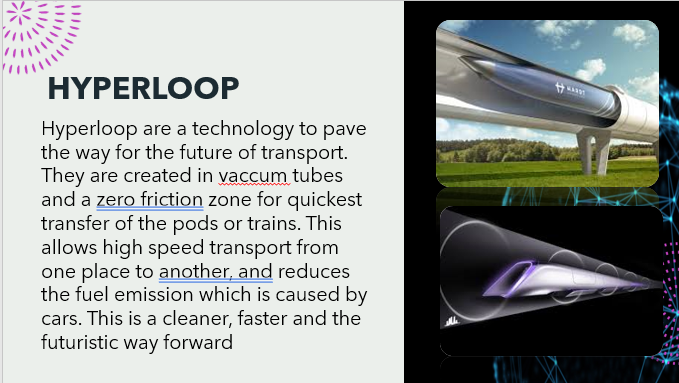 HYPERLOOP
Hyperloop are a technology to pave
the way for the future of transport.
They are created in vaccum tubes
and a zero friction zone for quickest
transfer of the pods or trains. This
allows high speed transport from
one place to another, and reduces
the fuel emission which is caused by
cars. This is a cleaner, faster and the
futuristic way forward
HARDT